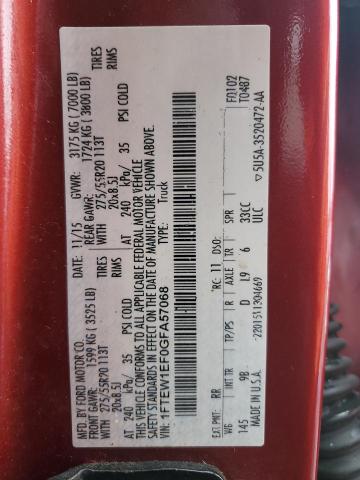 MFD. BY FORD MOTOR CO.
DATE: 11/15 GVWR: 3175 KG ( 7000 LB)
FRONT GAWR: 1599 KG ( 3525 LB) REAR GAWR: 1724 KG ( 3800 LB)
WITH 275/55R20 113T TIRES WITH 275/55R20 113T TIRES
20x8.5J RIMS 20x8.5J RIMS
AT 240 kPa/ 35 PSI COLD AT 240 kPa/ 35 PSI COLD
THIS VEHICLE CONFORMS TO ALL APPLICABLE FEDERAL MOTOR VEHICLE
SAFETY STANDARDS IN EFFECT ON THE DATE OF MANUFACTURE SHOWN ABOVE.
VIN: 1FTEW1EF0GFA57068
TYPE: Truck
F0102
T0487
EXT PNT: RR RC: 11 DSO:
WB INT TR TP/PS R AXLE TR SPR
145 9B D L9 6 33CC
ULC
MADE IN U.S.A.
▽5U5A-3520472-AA